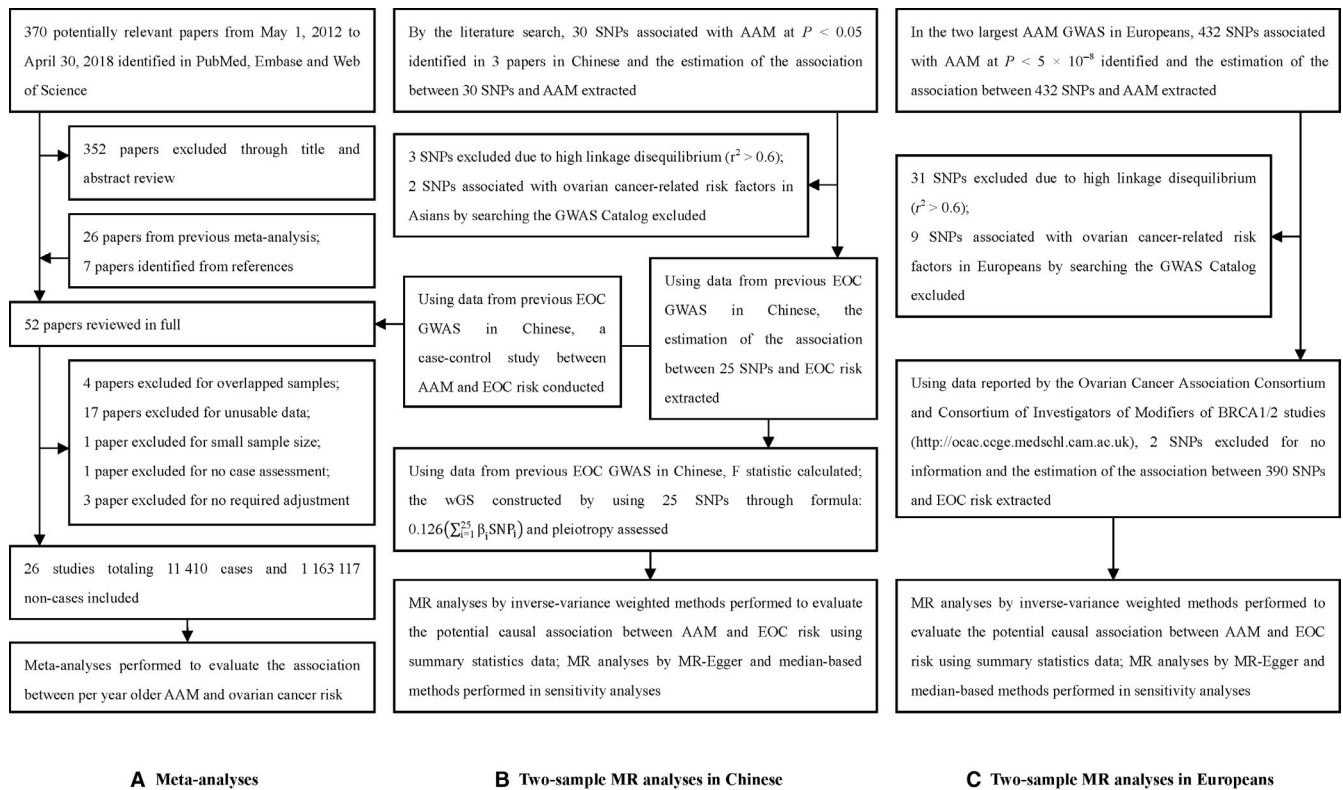 370 potentially relevant papers from May 1, 2012 to
April 30, 2018 identified in PubMed, Embase and Web
of Science
352 papers excluded through title and
abstract review
26 papers from previous meta-analysis;
7 papers identified from references
52 papers reviewed in full
4 papers excluded for overlapped samples;
17 papers excluded for unusable data;
1 paper excluded for small sample size;
1 paper excluded for no case assessment;
3 paper excluded for no required adjustment
26 studies totaling 11 410 cases and 1 163 117
non-cases included
Meta-analyses performed to evaluate the association
between per year older AAM and ovarian cancer risk
A Meta-analyses
By the literature search, 30 SNPs associated with AAM at P < 0.05
identified in 3 papers in Chinese and the estimation of the association
between 30 SNPs and AAM extracted
3 SNPs excluded due to high linkage disequilibrium (r² > 0.6);
2 SNPs associated with ovarian cancer-related risk factors in
Asians by searching the GWAS Catalog excluded
Using data from previous EOC
GWAS in Chinese, a
case-control study between
AAM and EOC risk conducted
Using data from previous EOC
GWAS in Chinese, the
estimation of the association
between 25 SNPs and EOC risk
extracted
Using data from previous EOC GWAS in Chinese, F statistic calculated;
the wGS constructed by using 25 SNPs through formula:
0.126(∑²⁵ᵢ₌₁ βᵢSNPᵢ) and pleiotropy assessed
MR analyses by inverse-variance weighted methods performed to evaluate
the potential causal association between AAM and EOC risk using
summary statistics data; MR analyses by MR-Egger and median-based
methods performed in sensitivity analyses
B Two-sample MR analyses in Chinese
In the two largest AAM GWAS in Europeans, 432 SNPs associated
with AAM at P < 5 × 10⁻⁸ identified and the estimation of the
association between 432 SNPs and AAM extracted
31 SNPs excluded due to high linkage disequilibrium
(r² > 0.6);
9 SNPs associated with ovarian cancer-related risk
factors in Europeans by searching the GWAS Catalog
excluded
Using data reported by the Ovarian Cancer Association Consortium
and Consortium of Investigators of Modifiers of BRCA1/2 studies
(http://ocac.ccge.medschl.cam.ac.uk), 2 SNPs excluded for no
information and the estimation of the association between 390 SNPs
and EOC risk extracted
MR analyses by inverse-variance weighted methods performed to
evaluate the potential causal association between AAM and EOC
risk using summary statistics data; MR analyses by MR-Egger and
median-based methods performed in sensitivity analyses
C Two-sample MR analyses in Europeans